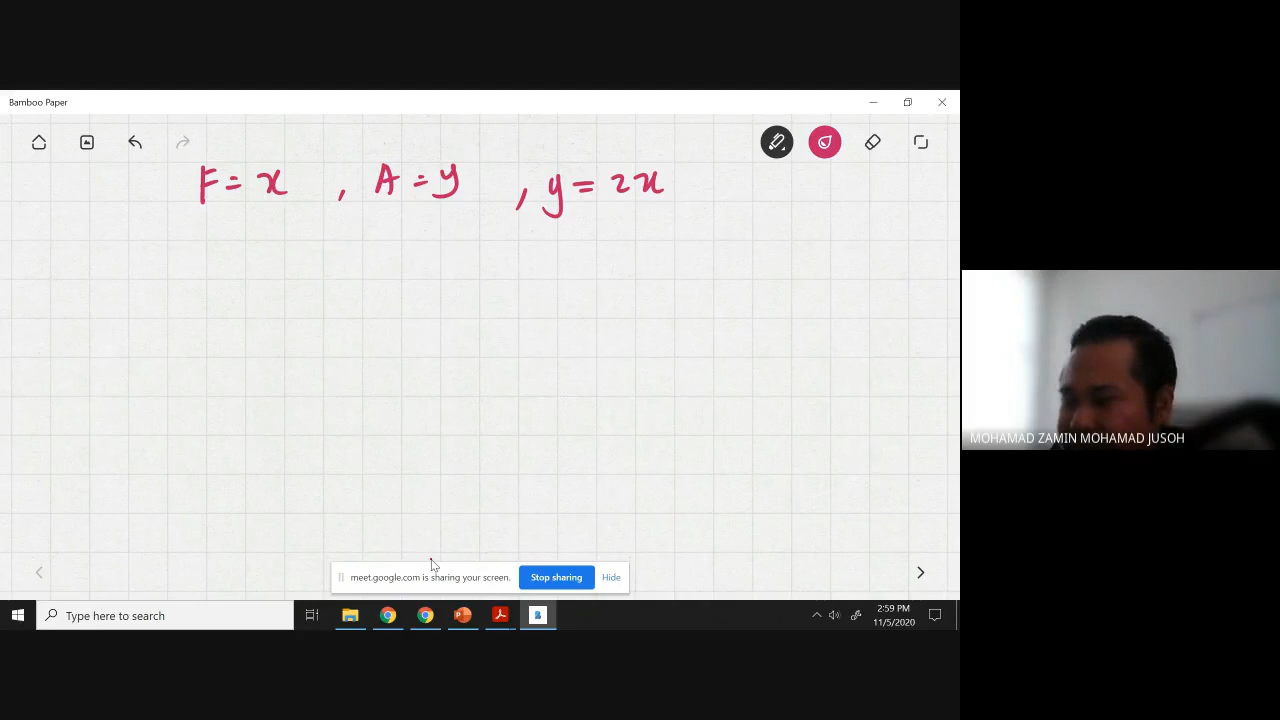 Bamboo Paper
F = x , A = y , y = 2x
MOHAMAD ZAMIN MOHAMAD JUSOH
meet.google.com is sharing your screen. Stop sharing Hide
Type here to search
2:59 PM
11/5/2020